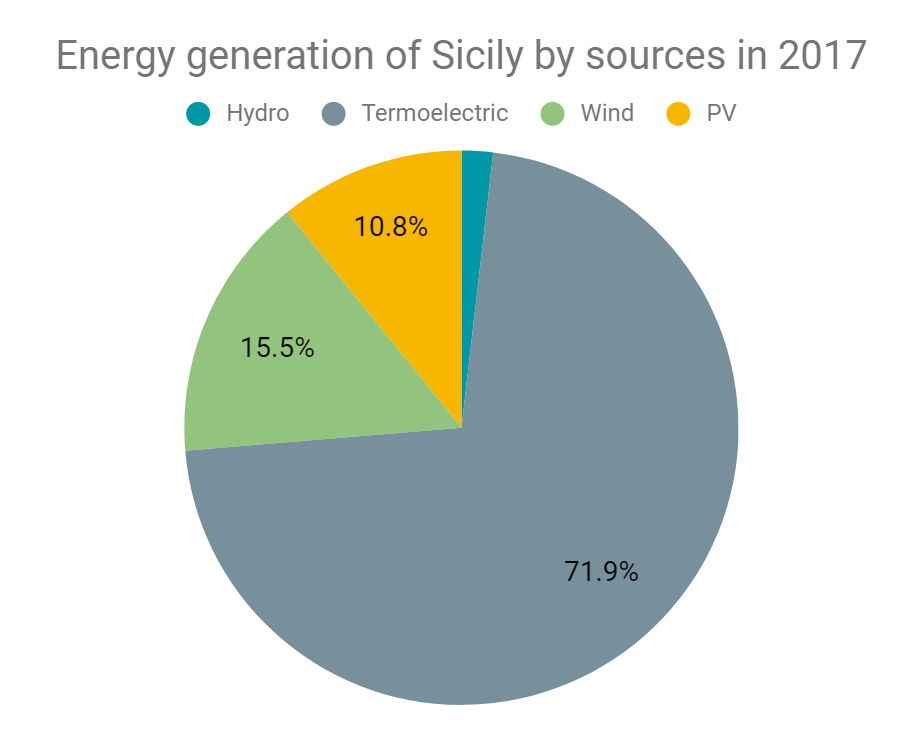 Energy generation of Sicily by sources in 2017
Hydro Termoelectric Wind PV
10.8%
15.5%
71.9%